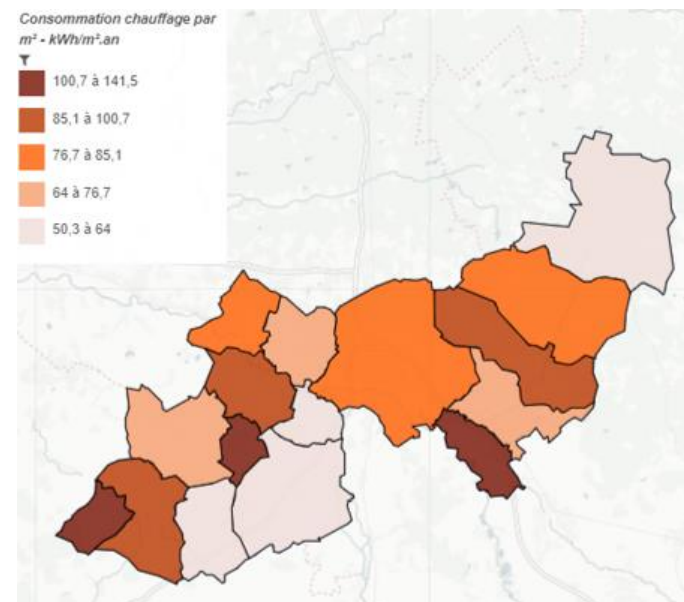 Consommation chauffage par
m² - kWh/m².an
100,7 à 141,5
85,1 à 100,7
76,7 à 85,1
64 à 76,7
50,3 à 64